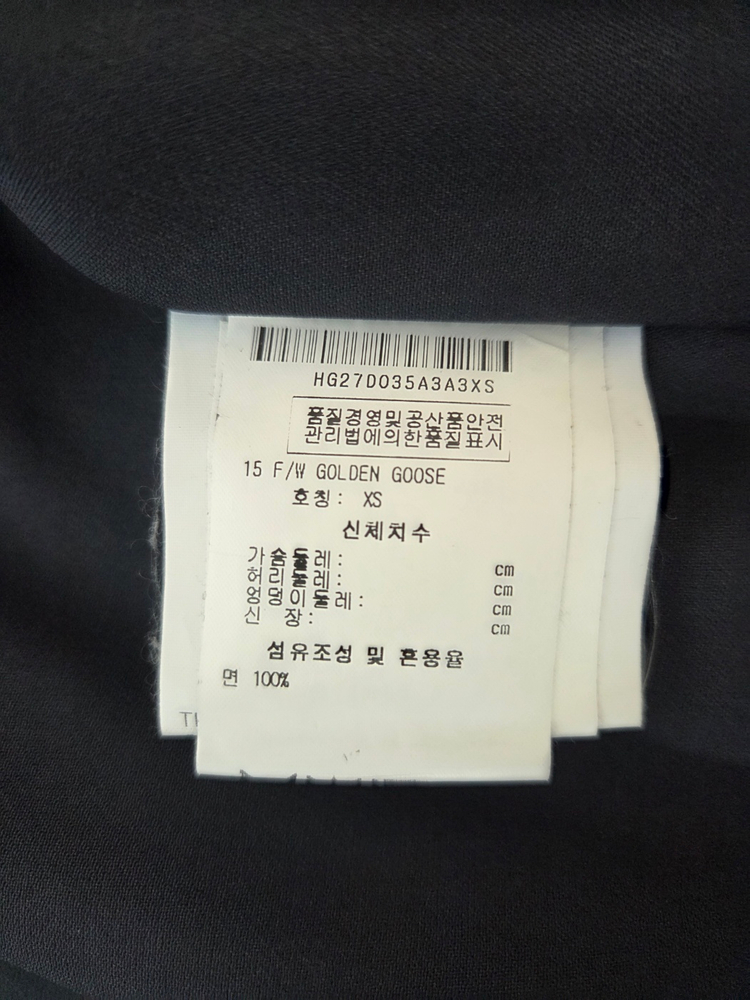 HG27D035A3A3XS
품질경영및공산품안전
관리법에의한품질표시
15 F/W GOLDEN GOOSE
호칭: XS
신체치수
가슴둘레: cm
허리둘레: cm
엉덩이둘레: cm
신 장: cm
섬유조성 및 혼용율
면 100%